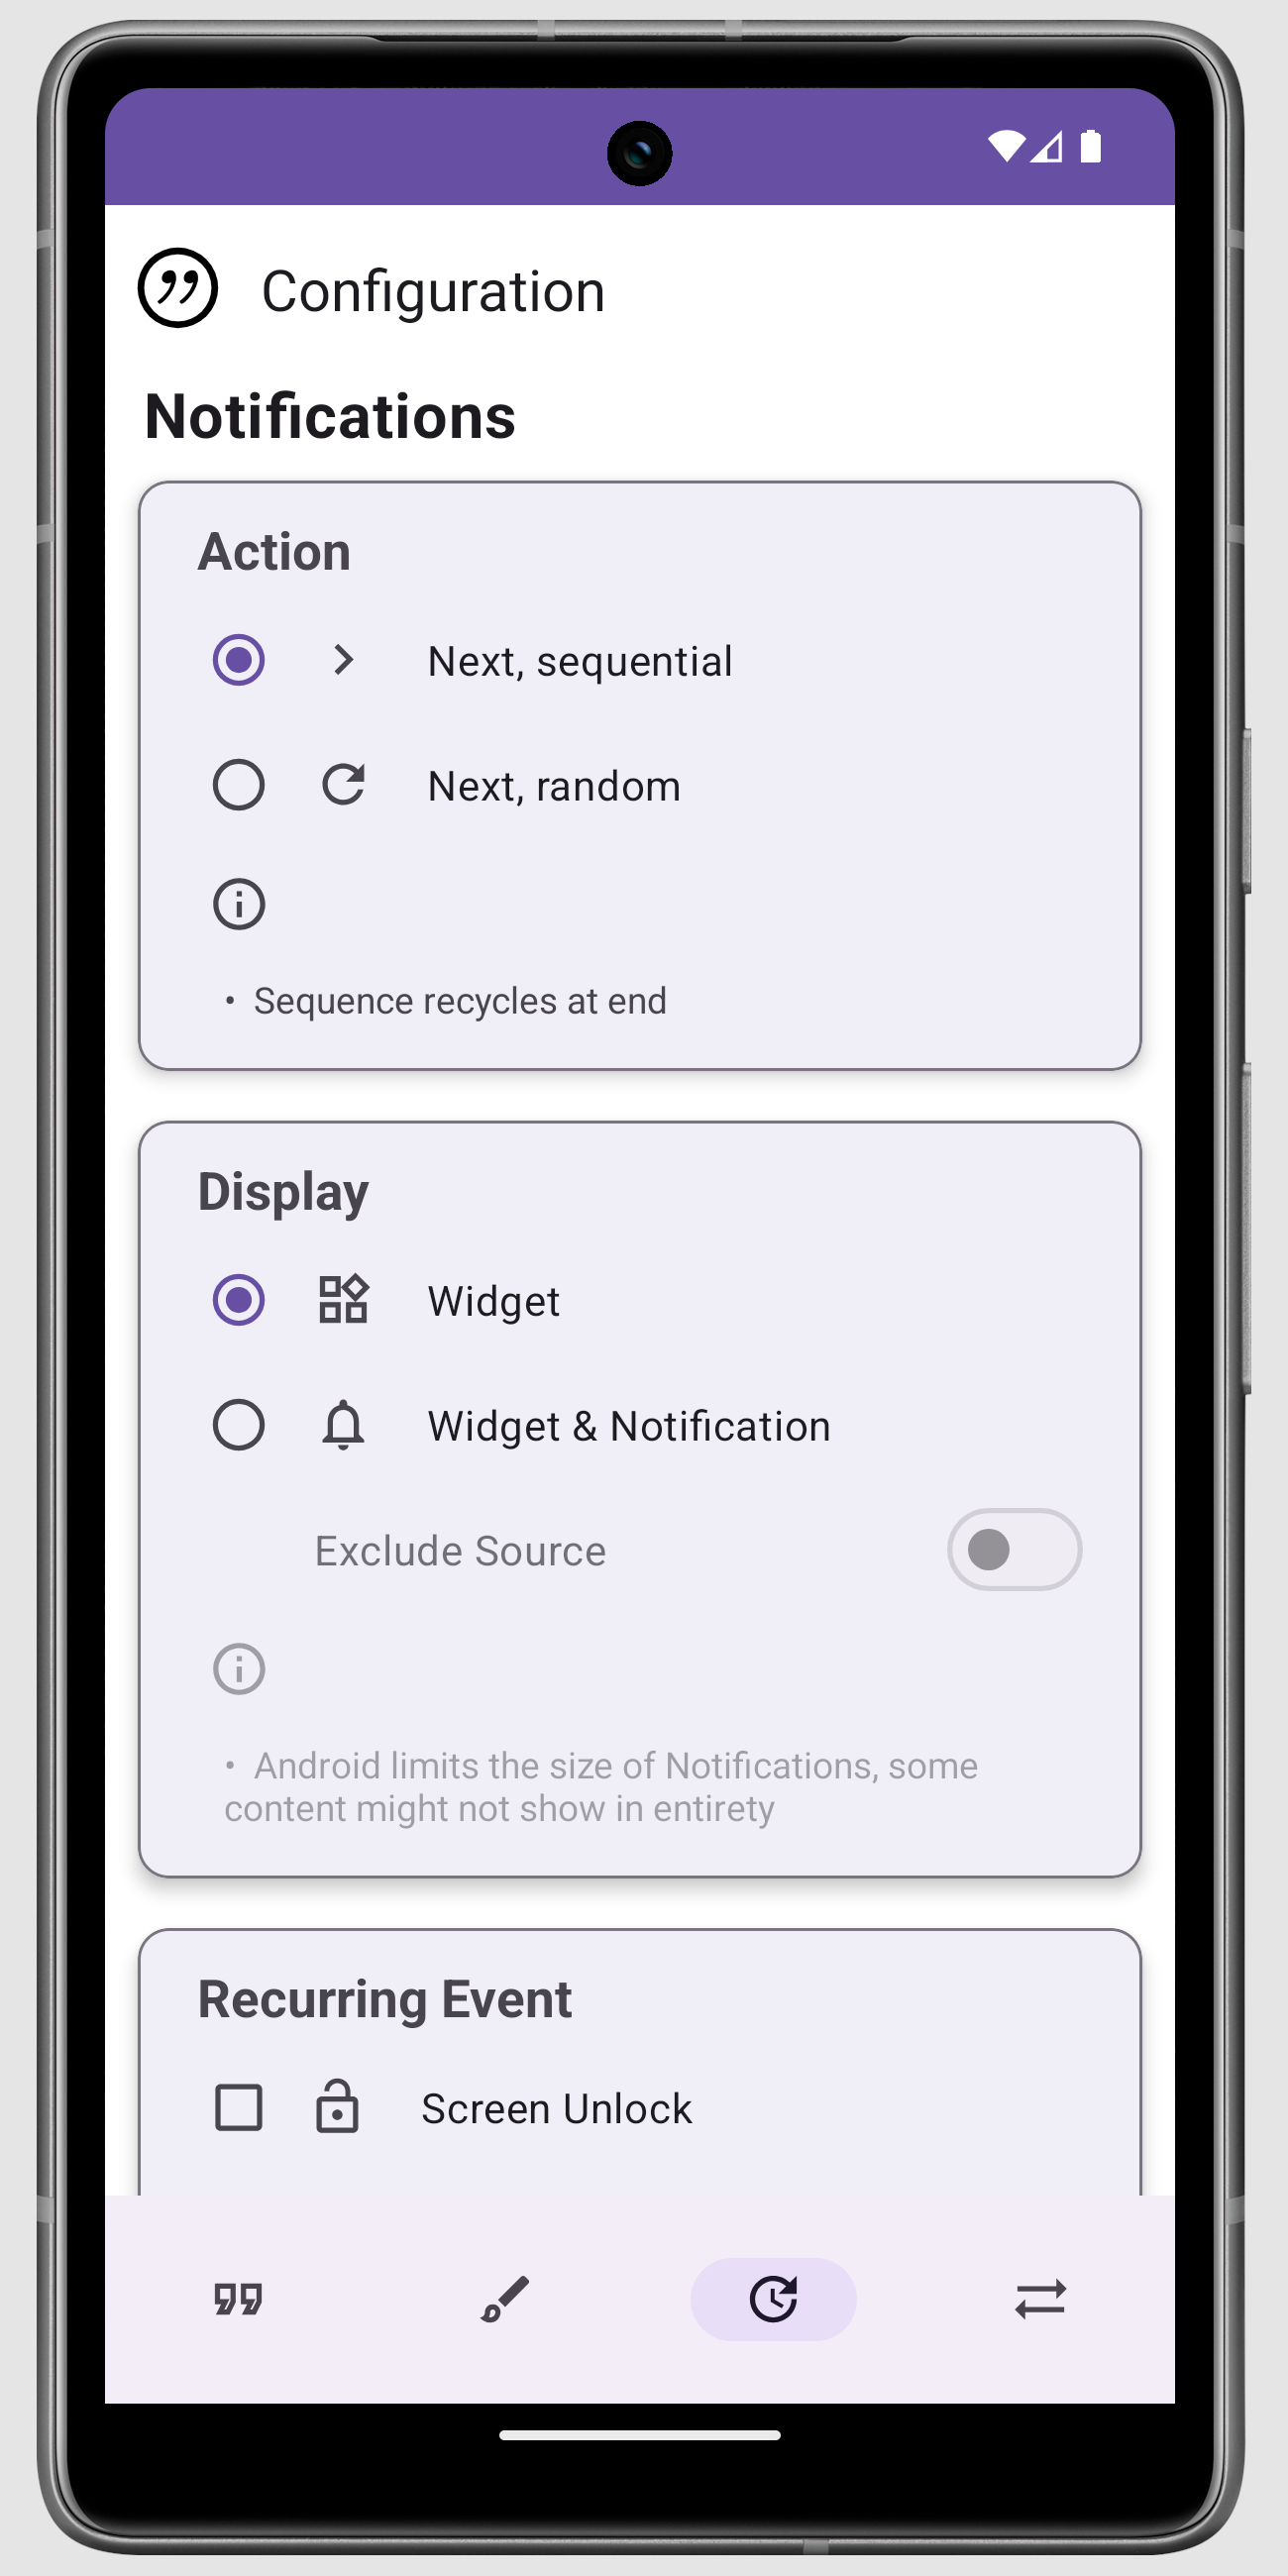 Configuration
Notifications
Action
Next, sequential
Next, random
• Sequence recycles at end
Display
Widget
Widget & Notification
Exclude Source
• Android limits the size of Notifications, some
content might not show in entirety
Recurring Event
Screen Unlock